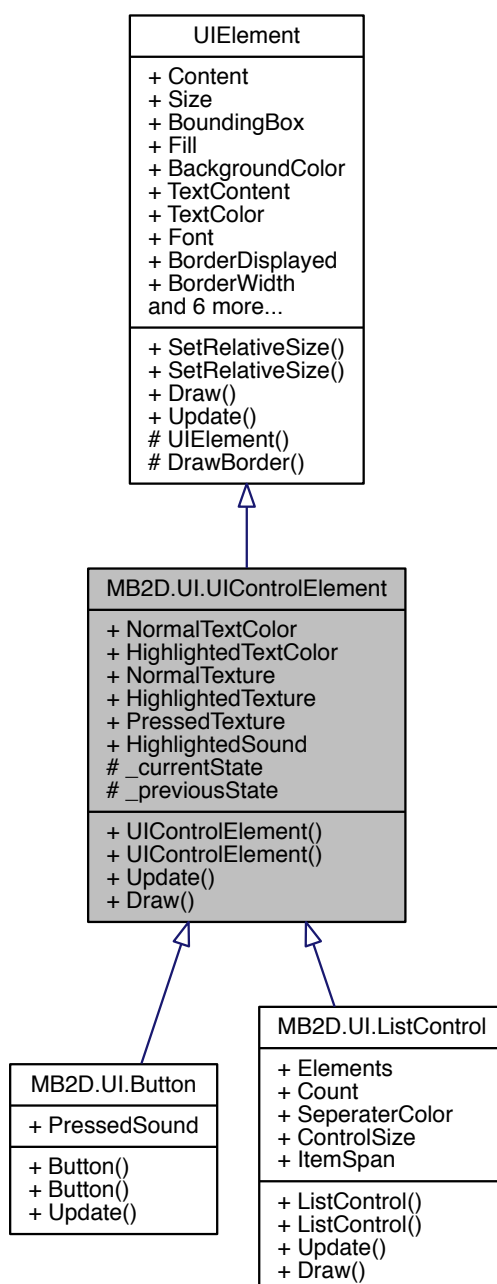 UIElement
+ Content
+ Size
+ BoundingBox
+ Fill
+ BackgroundColor
+ TextContent
+ TextColor
+ Font
+ BorderDisplayed
+ BorderWidth
and 6 more...
+ SetRelativeSize()
+ SetRelativeSize()
+ Draw()
+ Update()
# UIElement()
# DrawBorder()
MB2D.UI.UIControlElement
+ NormalTextColor
+ HighlightedTextColor
+ NormalTexture
+ HighlightedTexture
+ PressedTexture
+ HighlightedSound
# _currentState
# _previousState
+ UIControlElement()
+ UIControlElement()
+ Update()
+ Draw()
MB2D.UI.Button
+ PressedSound
+ Button()
+ Button()
+ Update()
MB2D.UI.ListControl
+ Elements
+ Count
+ SeperaterColor
+ ControlSize
+ ItemSpan
+ ListControl()
+ ListControl()
+ Update()
+ Draw()